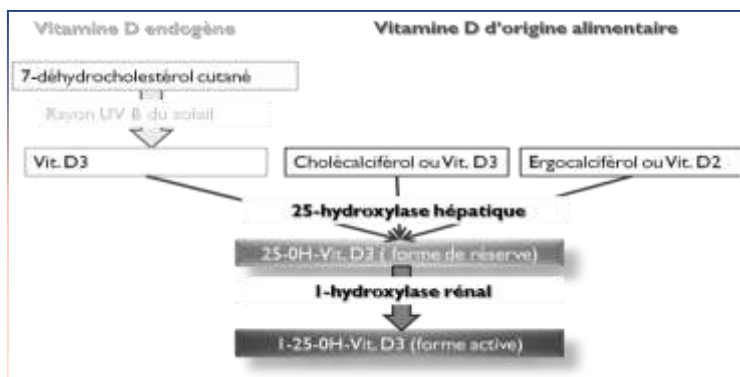 Vitamine D endogène
Vitamine D d'origine alimentaire
7-déhydrocholestérol cutané
Rayon UV B du soleil
Vit. D3
Cholécalciférol ou Vit. D3
Ergocalciférol ou Vit. D2
25-hydroxylase hépatique
25-0H-Vit. D3 ( forme de réserve)
1-hydroxylase rénal
1-25-0H-Vit. D3 (forme active)